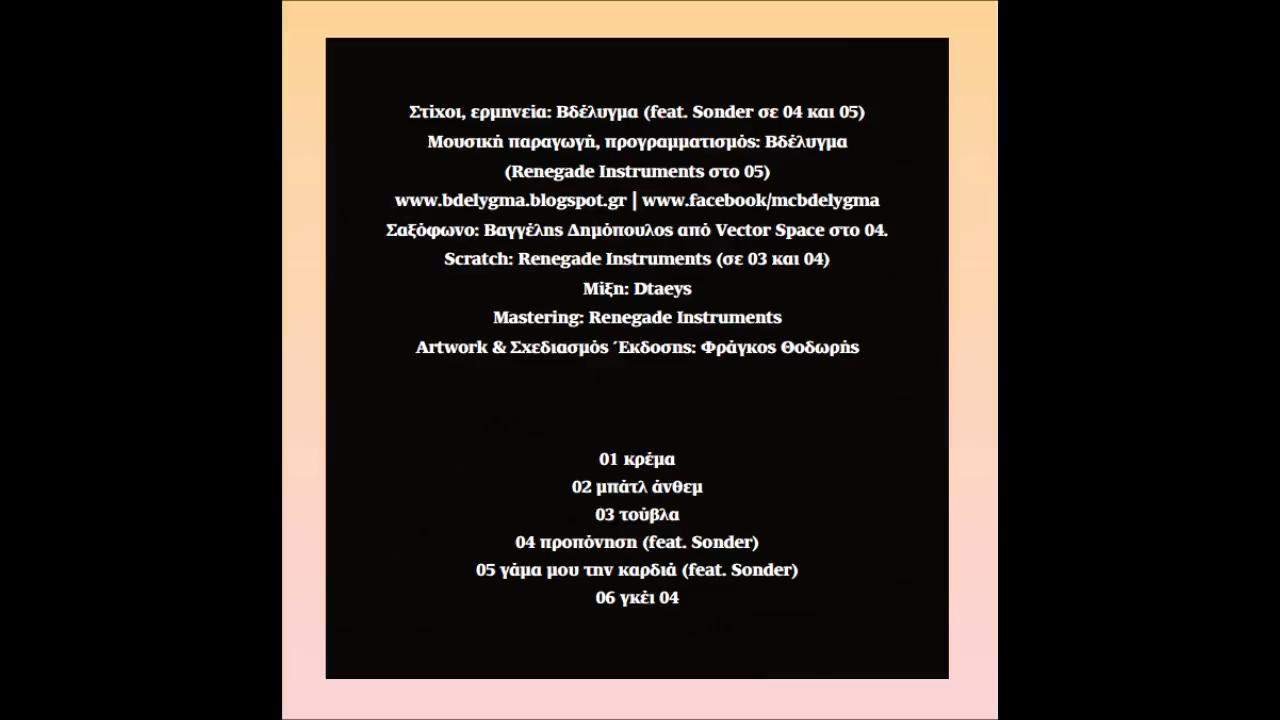 Στίχοι, ερμηνεία: Βδέλυγμα (feat. Sonder σε 04 και 05)
Μουσική παραγωγή, προγραμματισμός: Βδέλυγμα
(Renegade Instruments στο 05)
www.bdelygma.blogspot.gr | www.facebook/mcbdelygma
Σαξόφωνο: Βαγγέλης Δημόπουλος από Vector Space στο 04.
Scratch: Renegade Instruments (σε 03 και 04)
Μίξη: Dtaeys
Mastering: Renegade Instruments
Artwork & Σχεδιασμός Έκδοσης: Φράγκος Θοδωρής
01 κρέμα
02 μπάτλ άνθεμ
03 τούβλα
04 προπόνηση (feat. Sonder)
05 γάμα μου την καρδιά (feat. Sonder)
06 γκέι 04